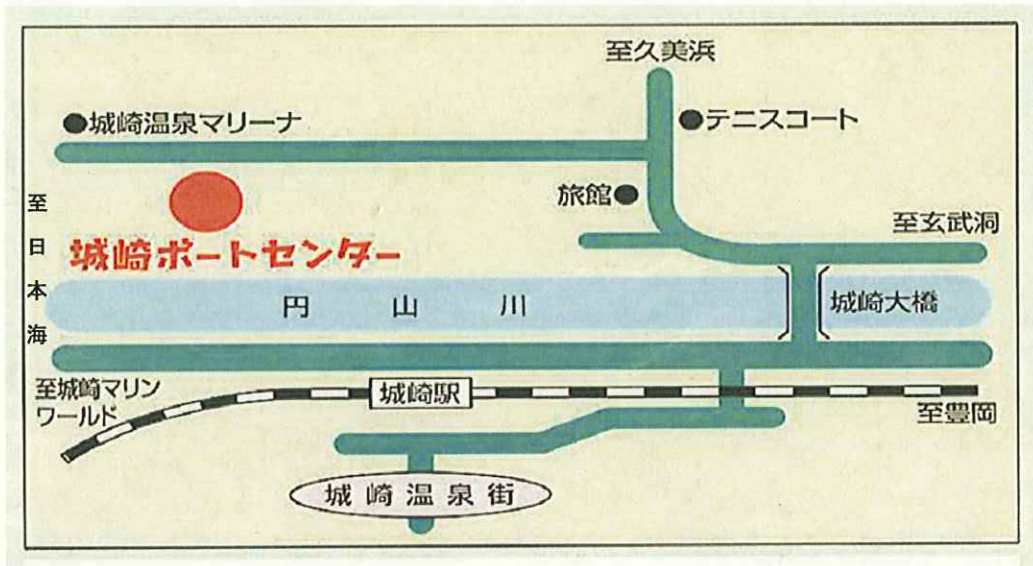 至久美浜
●城崎温泉マリーナ
●テニスコート
旅館●
至玄武洞
至日本海
城崎ボートセンター
円山川
城崎大橋
至城崎マリン
ワールド
城崎駅
至豊岡
城崎温泉街